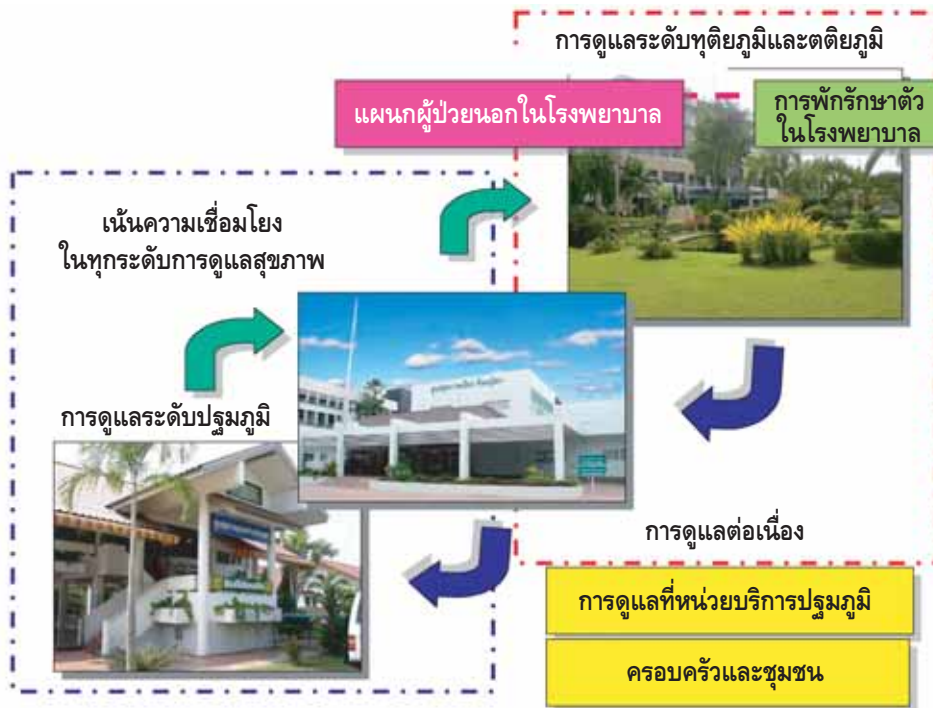 การดูแลระดับทุติยภูมิและตติยภูมิ
แผนกผู้ป่วยนอกในโรงพยาบาล
การพักรักษาตัว
ในโรงพยาบาล
เน้นความเชื่อมโยง
ในทุกระดับการดูแลสุขภาพ
การดูแลระดับปฐมภูมิ
การดูแลต่อเนื่อง
การดูแลที่หน่วยบริการปฐมภูมิ
ครอบครัวและชุมชน